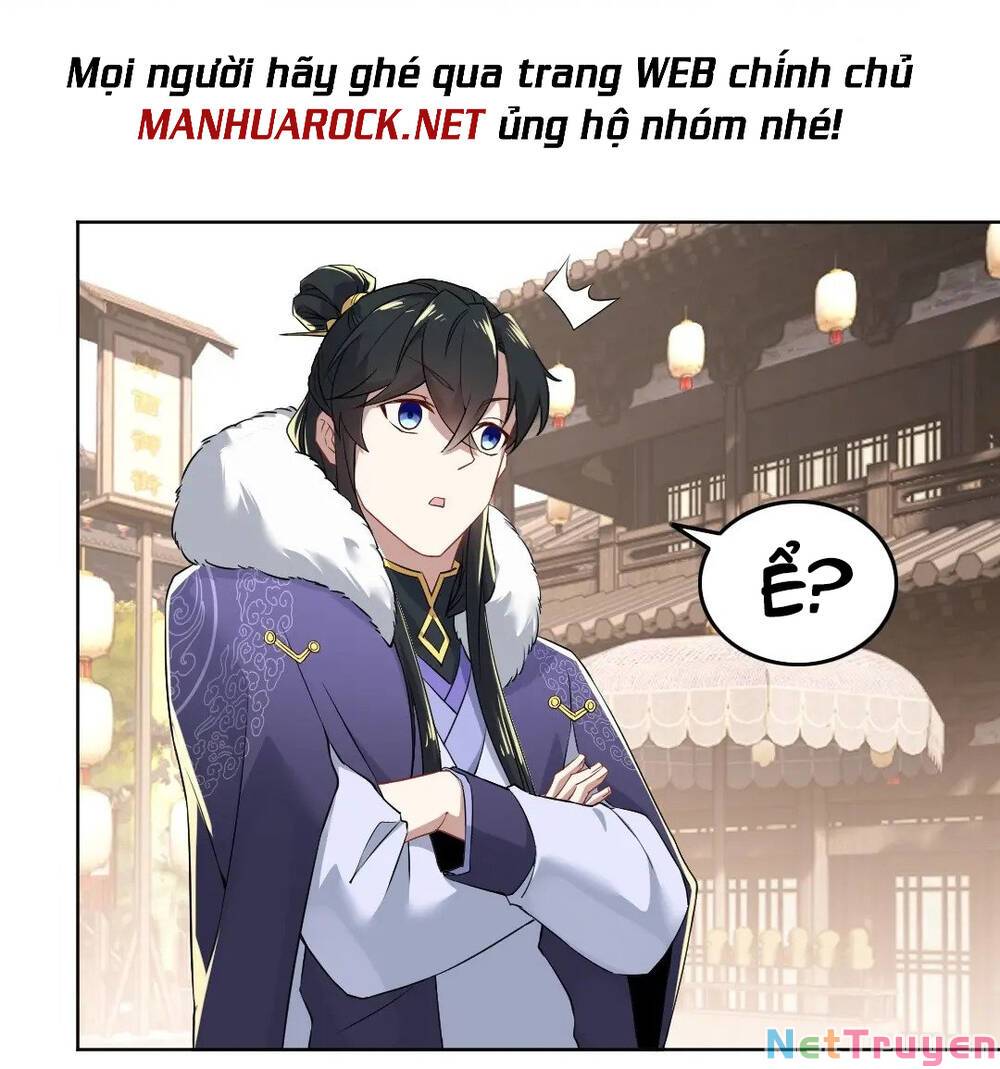 Mọi người hãy ghé qua trang WEB chính chủ
MANHUAROCK.NET ủng hộ nhóm nhé!
Ể?
NetTruyen